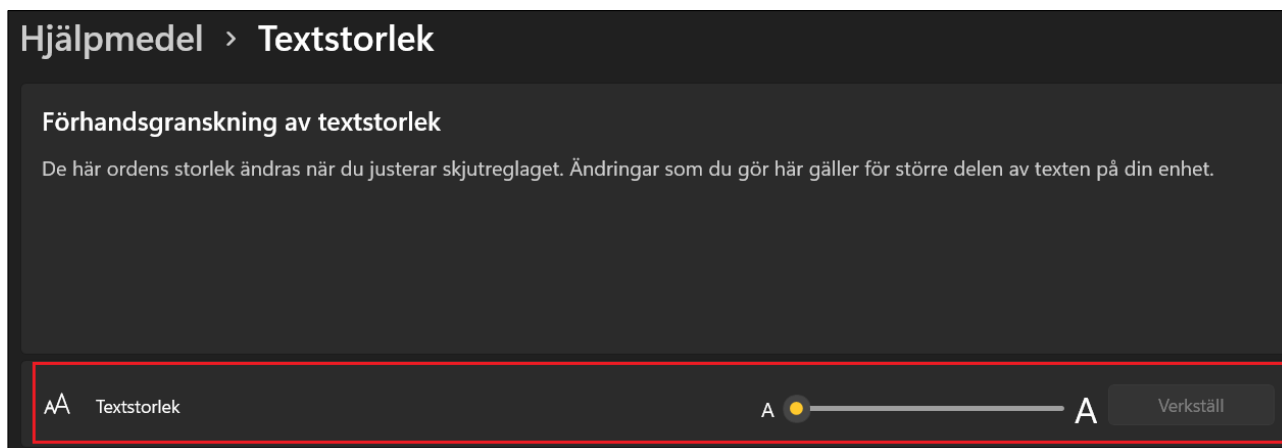 Hjälpmedel > Textstorlek
Förhandsgranskning av textstorlek
De här ordens storlek ändras när du justerar skjutreglaget. Ändringar som du gör här gäller för större delen av texten på din enhet.
AA Textstorlek A A Verkställ